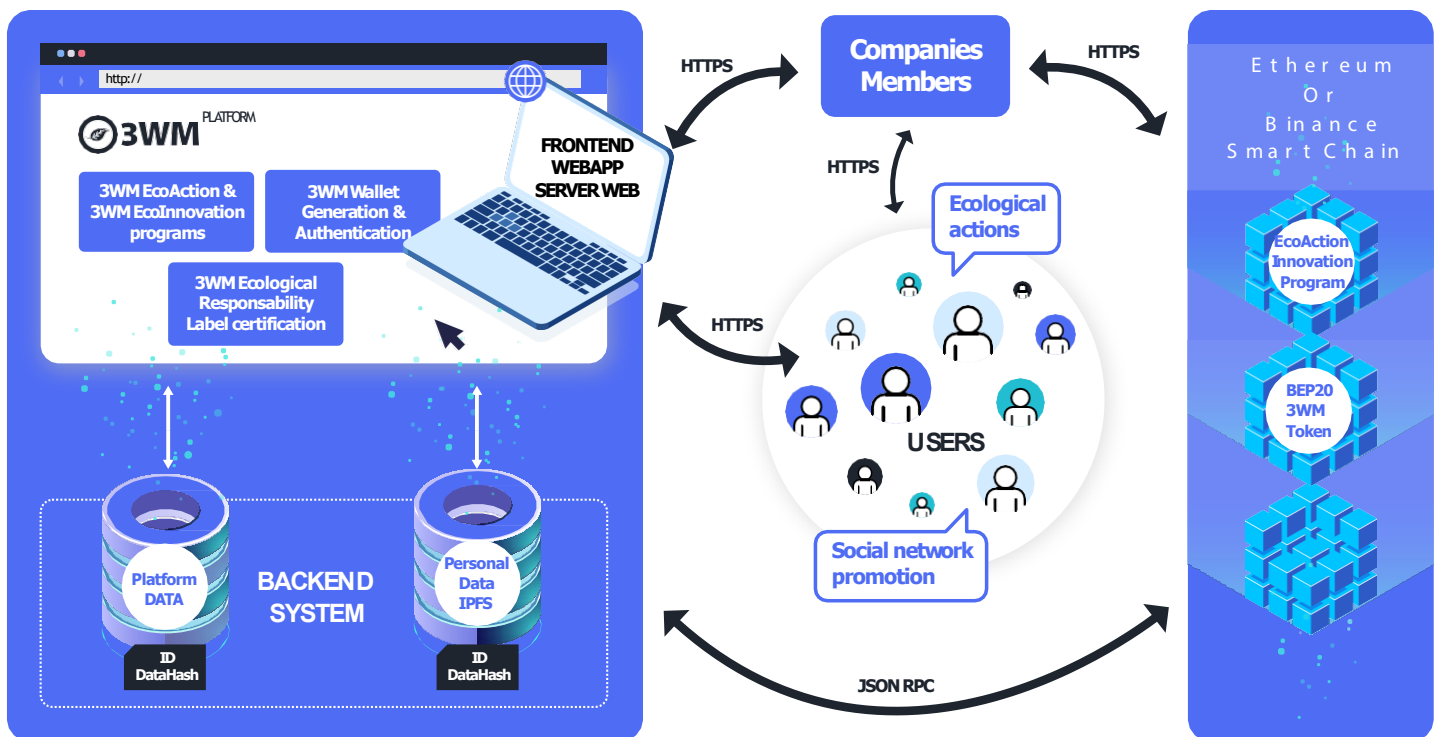 http://
3WM PLATFORM
3WM EcoAction &
3WM EcoInnovation
programs
3WM Wallet
Generation &
Authentication
3WM Ecological
Responsability
Label certification
FRONTEND
WEBAPP
SERVER WEB
Platform
DATA
ID
DataHash
BACKEND
SYSTEM
Personal
Data
IPFS
ID
DataHash
HTTPS
Companies
Members
HTTPS
HTTPS
HTTPS
Ecological
actions
USERS
Social network
promotion
JSON RPC
Ethereum
Or
Binance
Smart Chain
EcoAction
Innovation
Program
BEP20
3WM
Token